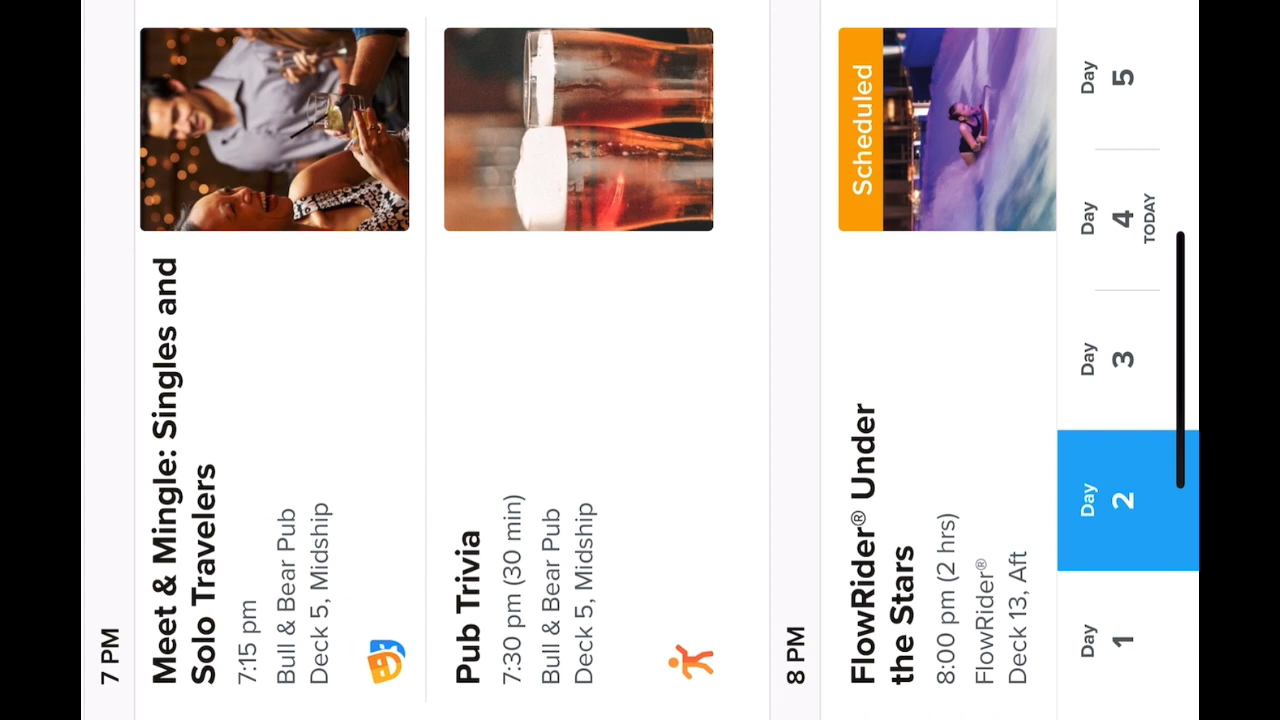 7 PM
Meet & Mingle: Singles and
Solo Travelers
7:15 pm
Bull & Bear Pub
Deck 5, Midship
Pub Trivia
7:30 pm (30 min)
Bull & Bear Pub
Deck 5, Midship
8 PM
Scheduled
FlowRider® Under
the Stars
8:00 pm (2 hrs)
FlowRider®
Deck 13, Aft
Day
1
Day
2
Day
3
Day
4
TODAY
Day
5